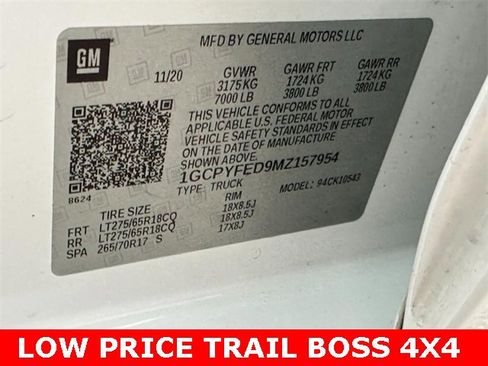 GM
MFD BY GENERAL MOTORS LLC
11/20 GVWR GAWR FRT GAWR RR
3175KG 1724KG 1724KG
7000 LB 3800 LB 3800 LB
THIS VEHICLE CONFORMS TO ALL
APPLICABLE U.S. FEDERAL MOTOR
VEHICLE SAFETY STANDARDS IN
EFFECT ON THE DATE OF
MANUFACTURE SHOWN ABOVE.
1GCPYFED9MZ157954
8624
TYPE: TRUCK MODEL: 94CK10543
TIRE SIZE RIM
FRT LT275/65R18CQ 18X8.5J
RR LT275/65R18CQ 18X8.5J
SPA 265/70R17 S 17X8J
LOW PRICE TRAIL BOSS 4X4